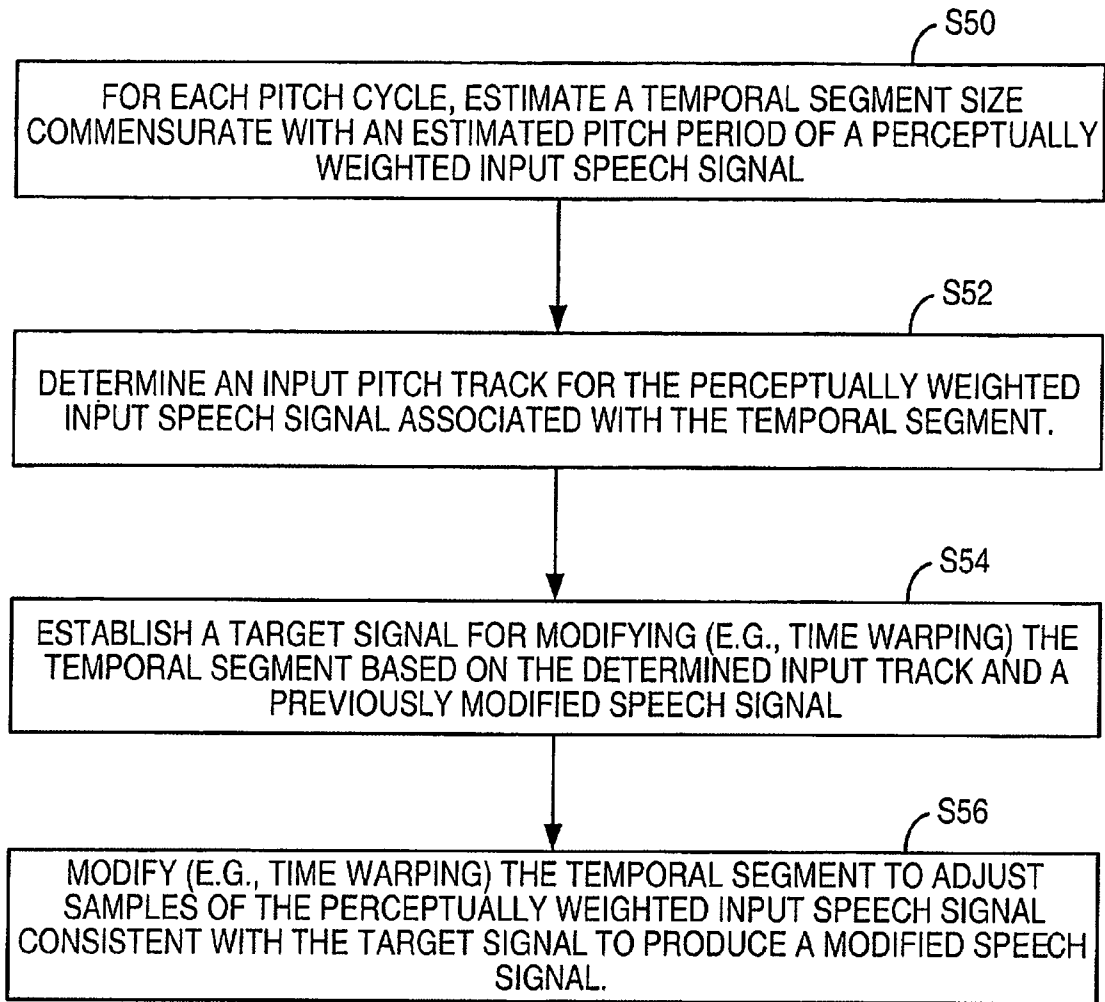 S50
FOR EACH PITCH CYCLE, ESTIMATE A TEMPORAL SEGMENT SIZE
COMMENSURATE WITH AN ESTIMATED PITCH PERIOD OF A PERCEPTUALLY
WEIGHTED INPUT SPEECH SIGNAL
S52
DETERMINE AN INPUT PITCH TRACK FOR THE PERCEPTUALLY WEIGHTED
INPUT SPEECH SIGNAL ASSOCIATED WITH THE TEMPORAL SEGMENT.
S54
ESTABLISH A TARGET SIGNAL FOR MODIFYING (E.G., TIME WARPING) THE
TEMPORAL SEGMENT BASED ON THE DETERMINED INPUT TRACK AND A
PREVIOUSLY MODIFIED SPEECH SIGNAL
S56
MODIFY (E.G., TIME WARPING) THE TEMPORAL SEGMENT TO ADJUST
SAMPLES OF THE PERCEPTUALLY WEIGHTED INPUT SPEECH SIGNAL
CONSISTENT WITH THE TARGET SIGNAL TO PRODUCE A MODIFIED SPEECH
SIGNAL.